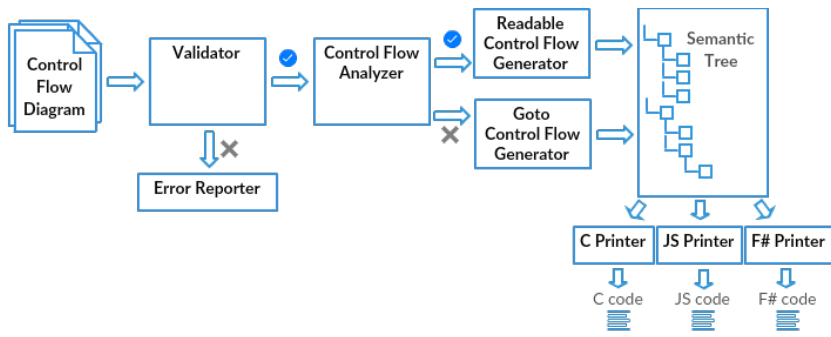 Control
Flow
Diagram
Validator
Control Flow
Analyzer
Readable
Control Flow
Generator
Semantic
Tree
Goto
Control Flow
Generator
Error Reporter
C Printer
JS Printer
F# Printer
C code
JS code
F# code